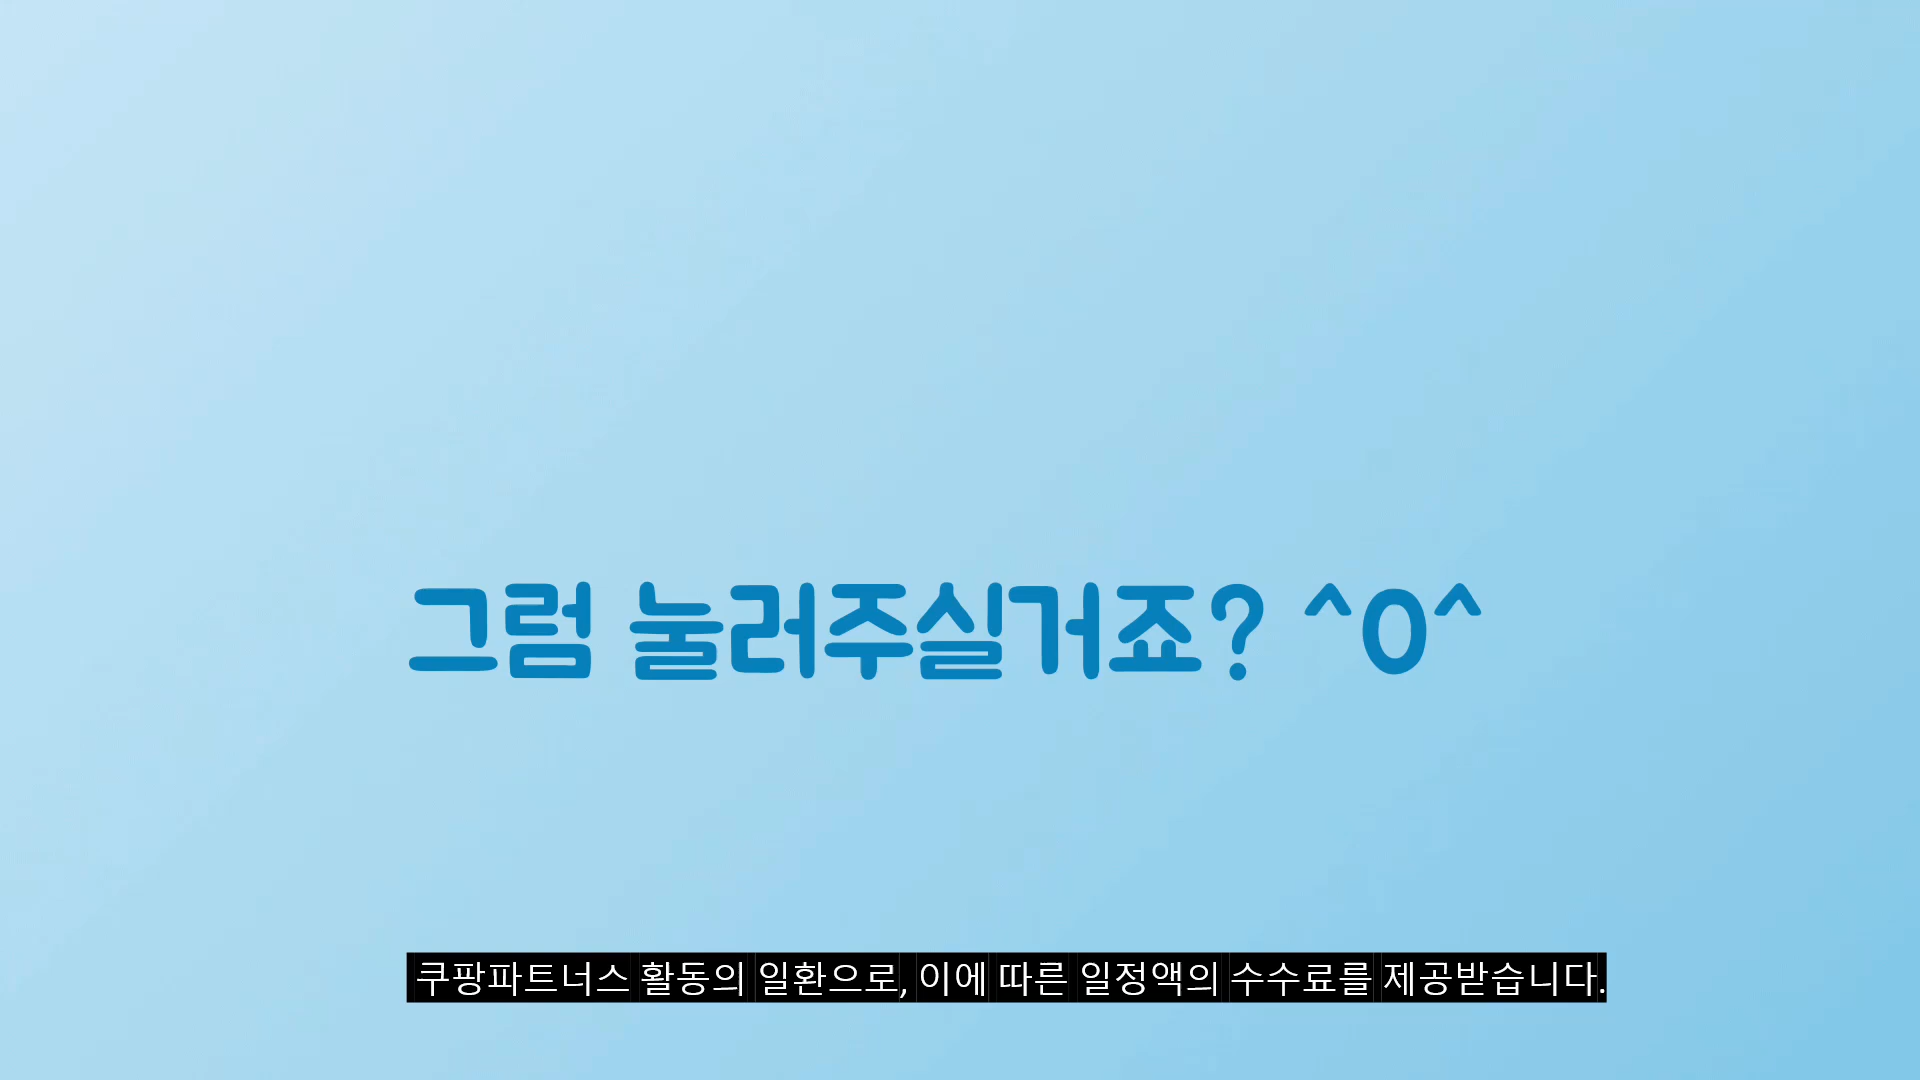 그럼 눌러주실거죠? ^0^
쿠팡파트너스 활동의 일환으로, 이에 따른 일정액의 수수료를 제공받습니다.